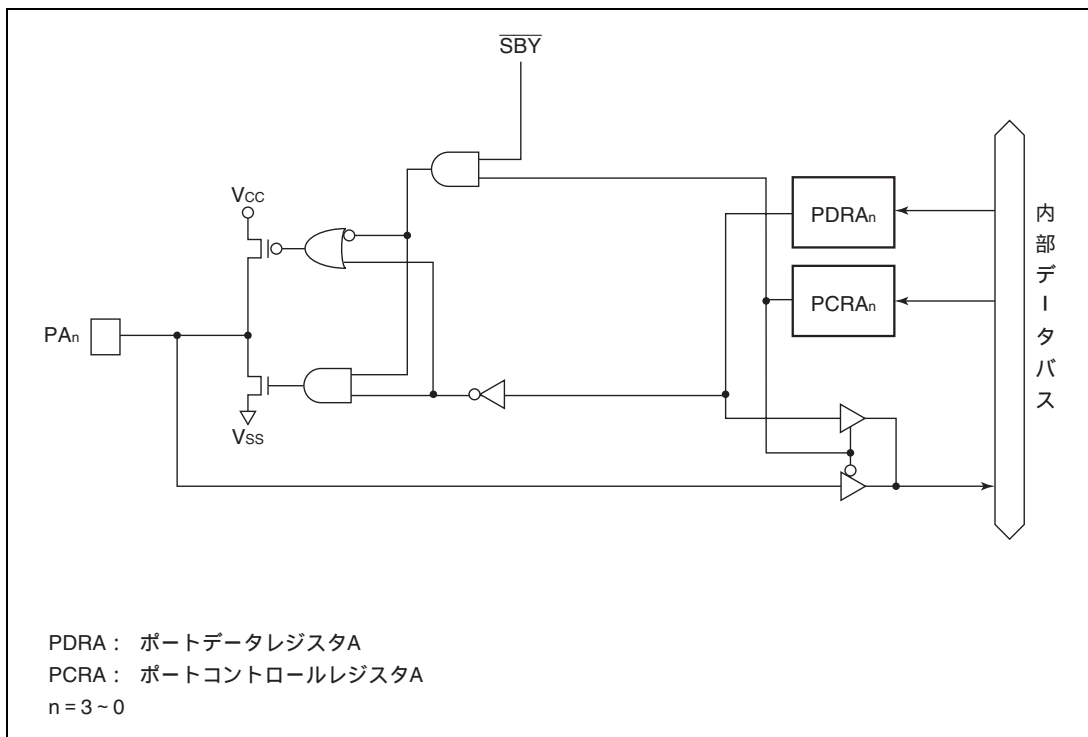 SBY
VCC
PDRAn
PCRAn
PAn
VSS
内部データバス
PDRA： ポートデータレジスタA
PCRA： ポートコントロールレジスタA
n = 3 ~ 0